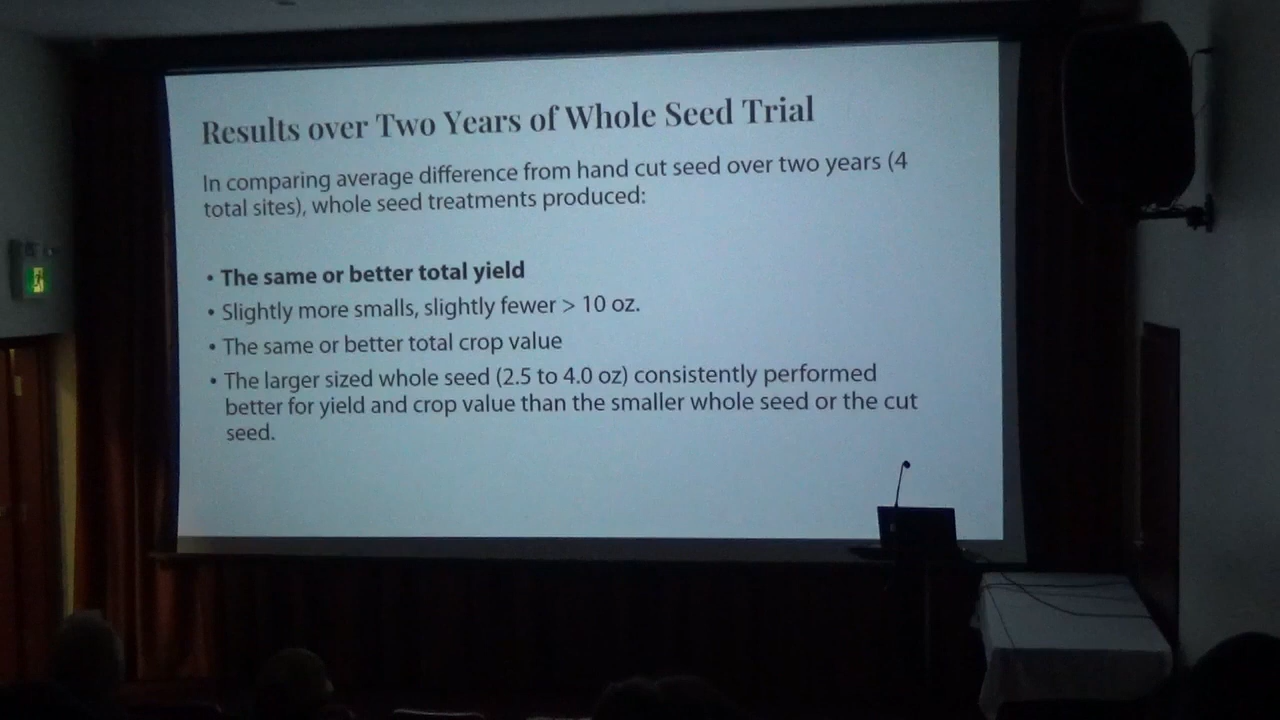 Results over Two Years of Whole Seed Trial
In comparing average difference from hand cut seed over two years (4
total sites), whole seed treatments produced:
• The same or better total yield
• Slightly more smalls, slightly fewer > 10 oz.
• The same or better total crop value
• The larger sized whole seed (2.5 to 4.0 oz) consistently performed
better for yield and crop value than the smaller whole seed or the cut
seed.